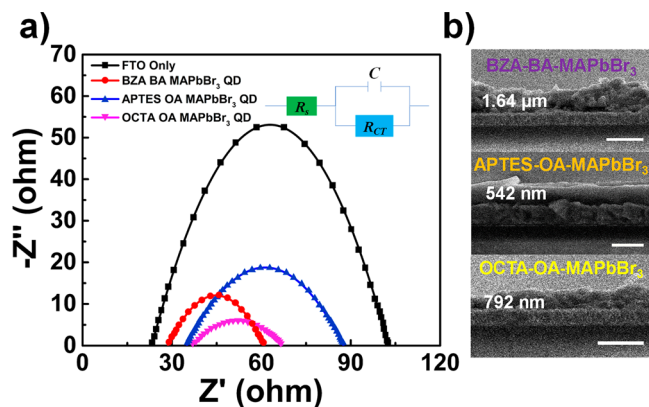 a)
70
60
50
40
30
20
10
0
-Z'' (ohm)
FTO Only
BZA BA MAPbBr3 QD
APTES OA MAPbBr3 QD
OCTA OA MAPbBr3 QD
C
Rs
RCT
0
30
60
90
120
Z' (ohm)
b)
BZA-BA-MAPbBr3
1.64 μm
APTES-OA-MAPbBr3
542 nm
OCTA-OA-MAPbBr3
792 nm